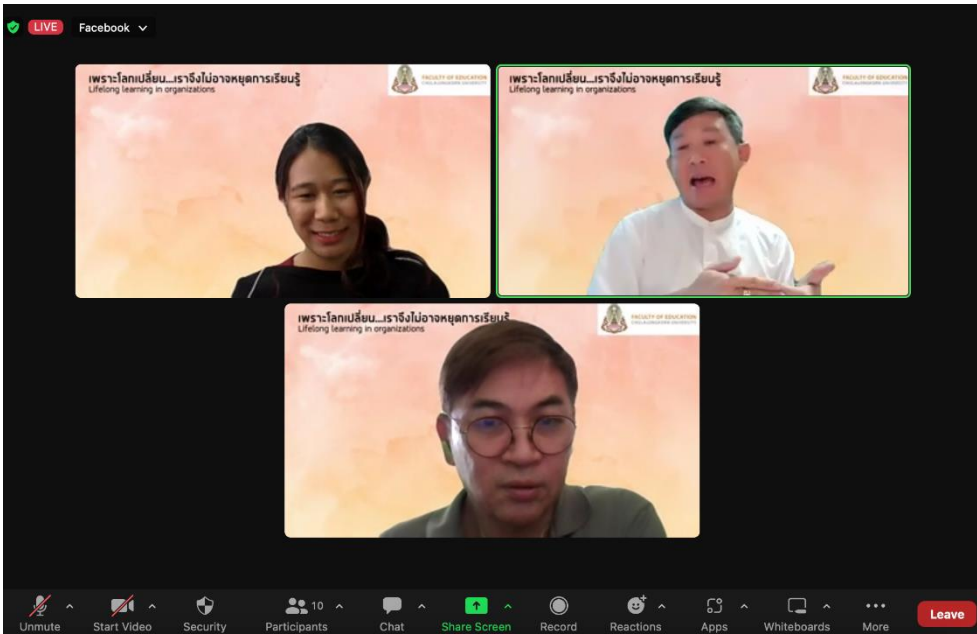 LIVE Facebook
เพราะโลกเปลี่ยน...เราจึงไม่อาจหยุดการเรียนรู้
Lifelong learning in organizations
FACULTY OF EDUCATION
CHULALONGKORN UNIVERSITY
เพราะโลกเปลี่ยน...เราจึงไม่อาจหยุดการเรียนรู้
Lifelong learning in organizations
FACULTY OF EDUCATION
CHULALONGKORN UNIVERSITY
เพราะโลกเปลี่ยน...เราจึงไม่อาจหยุดการเรียนรู้
Lifelong learning in organizations
FACULTY OF EDUCATION
CHULALONGKORN UNIVERSITY
Unmute Start Video Security Participants 10 Chat Share Screen Record Reactions Apps Whiteboards More Leave